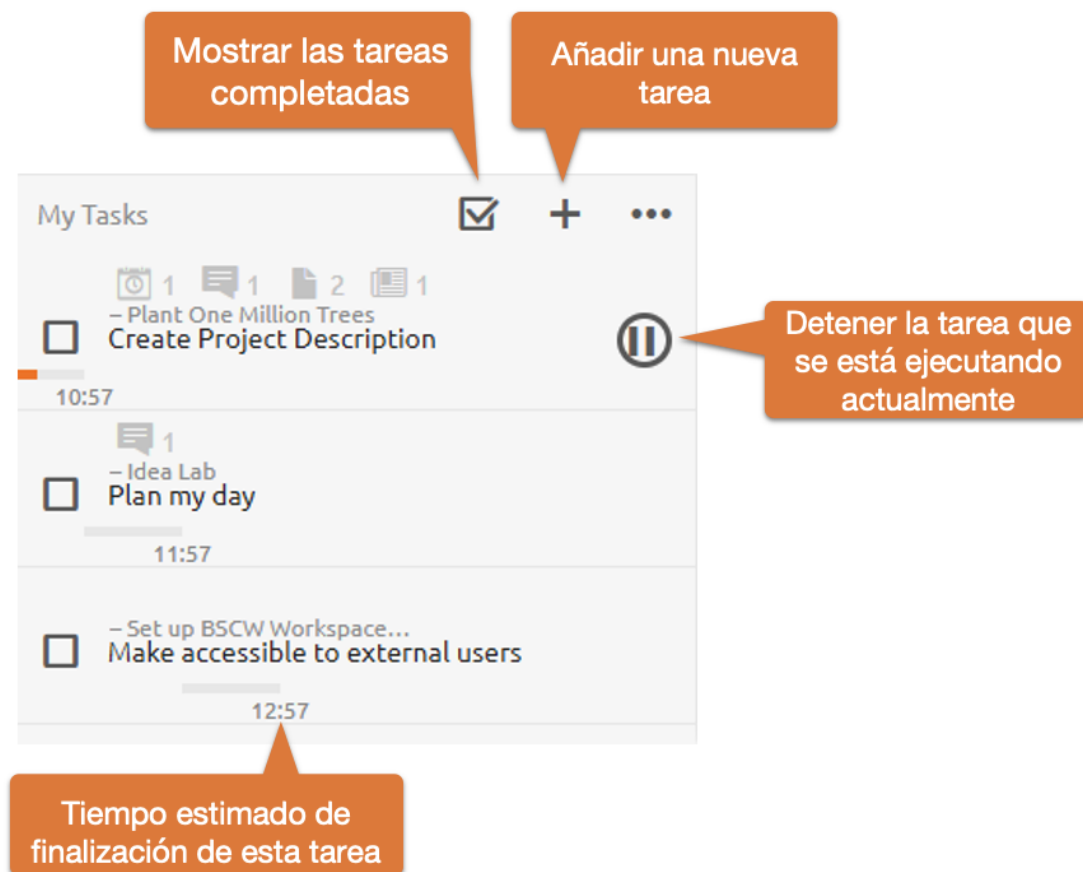 Mostrar las tareas
completadas
Añadir una nueva
tarea
My Tasks
1 1 2 1
– Plant One Million Trees
Create Project Description
10:57
Detener la tarea que
se está ejecutando
actualmente
1
– Idea Lab
Plan my day
11:57
– Set up BSCW Workspace...
Make accessible to external users
12:57
Tiempo estimado de
finalización de esta tarea